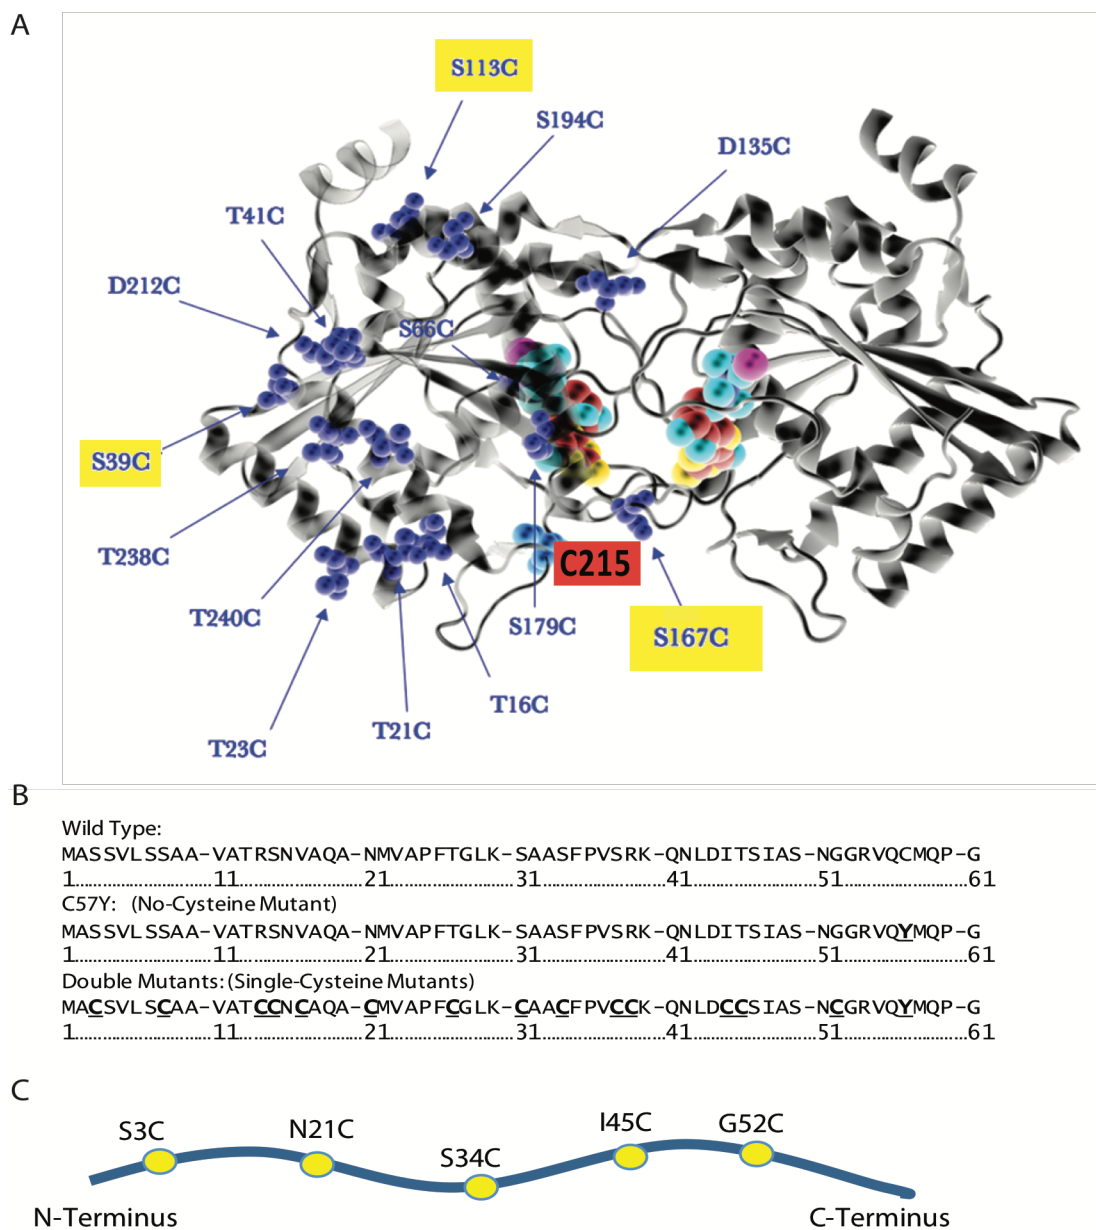 A
S113C
S194C
D135C
T41C
D212C
S66C
S39C
C215
T238C
T240C
S179C
S167C
T16C
T21C
T23C
B
Wild Type:
MASSVLSSAA-VATRSNVAQA-NMVAPFTGLK-SAASFPVSRK-QNLDITSIAS-NGGRVQCMQP-G
1....................11....................21....................31....................41....................51....................61
C57Y: (No-Cysteine Mutant)
MASSVLSSAA-VATRSNVAQA-NMVAPFTGLK-SAASFPVSRK-QNLDITSIAS-NGGRVQYMQP-G
1....................11....................21....................31....................41....................51....................61
Double Mutants: (Single-Cysteine Mutants)
MACSVLSCAA-VATCCNCAQA-CMVAPFCGLK-CAACFPVCCK-QNLDCCSIAS-NCGRVQYMQP-G
1....................11....................21....................31....................41....................51....................61
C
S3C
N21C
S34C
I45C
G52C
N-Terminus
C-Terminus